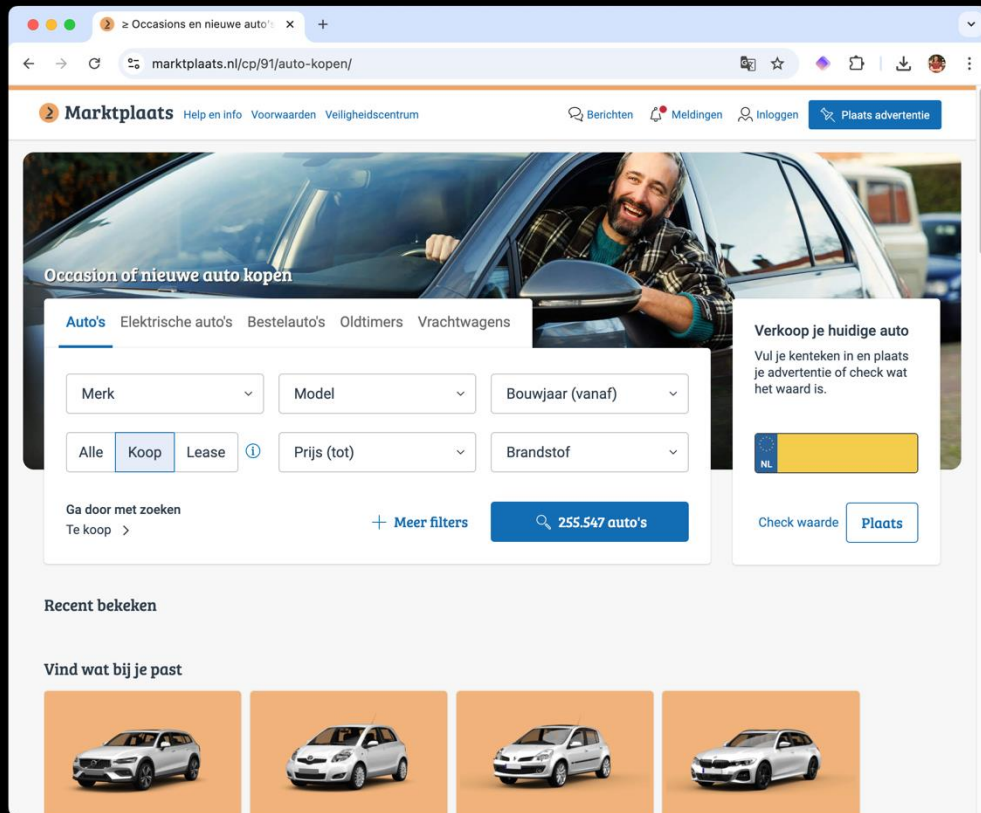 ≥ Occasions en nieuwe auto's
marktplaats.nl/cp/91/auto-kopen/
Marktplaats Help en info Voorwaarden Veiligheidscentrum Berichten Meldingen Inloggen Plaats advertentie
Occasion of nieuwe auto kopen
Auto's Elektrische auto's Bestelauto's Oldtimers Vrachtwagens
Merk Model Bouwjaar (vanaf)
Alle Koop Lease Prijs (tot) Brandstof
Ga door met zoeken
Te koop
Meer filters 255.547 auto's
Verkoop je huidige auto
Vul je kenteken in en plaats
je advertentie of check wat
het waard is.
NL
Check waarde Plaats
Recent bekeken
Vind wat bij je past